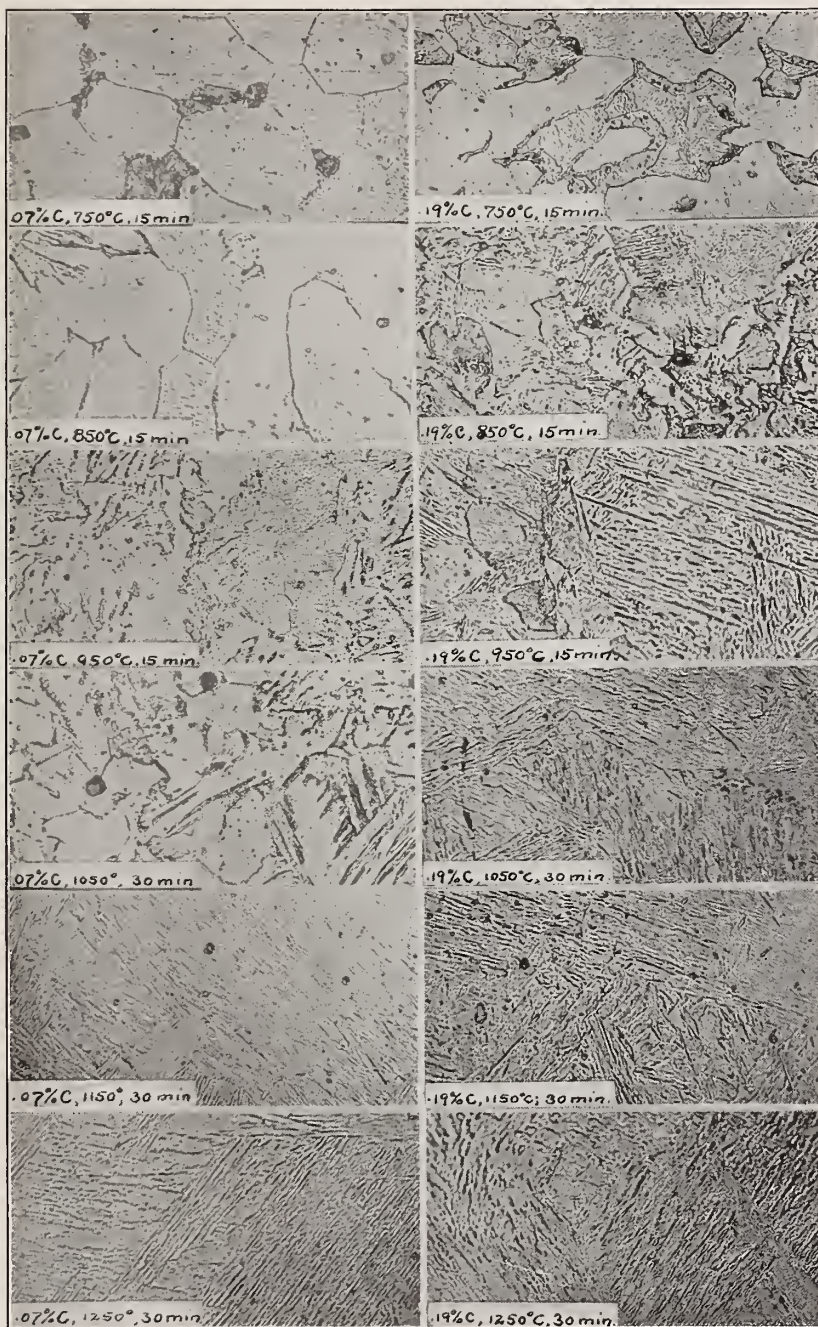 .07%C, 750°C, 15 min.
.19%C, 750°C, 15 min.
.07%C, 850°C, 15 min.
.19%C, 850°C, 15 min.
.07%C, 950°C, 15 min.
.19%C, 950°C, 15 min.
.07%C, 1050°, 30 min
.19%C, 1050°C, 30 min.
.07%C, 1150°, 30 min
.19%C, 1150°C; 30 min.
.07%C, 1250°, 30 min.
.19%C, 1250°C, 30 min.